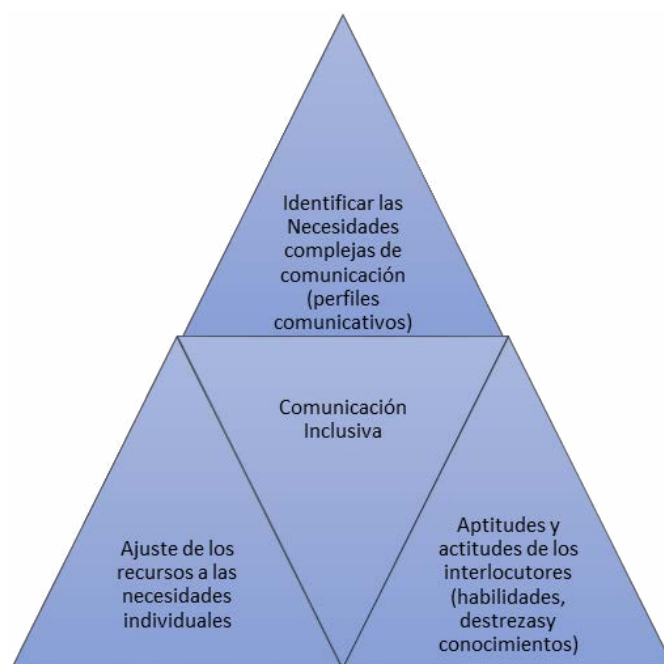 Identificar las
Necesidades
complejas de
comunicación
(perfiles
comunicativos)
Comunicación
Inclusiva
Ajuste de los
recursos a las
necesidades
individuales
Aptitudes y
actitudes de los
interlocutores
(habilidades,
destrezasy
conocimientos)